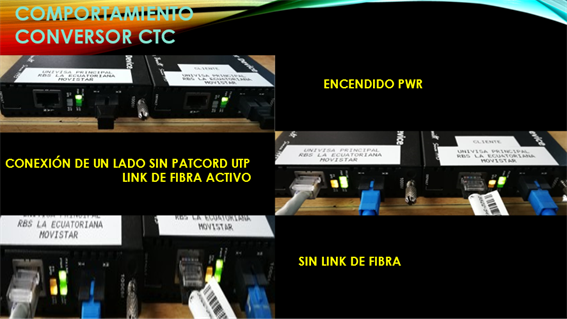 COMPORTAMIENTO
CONVERSOR CTC
UNIVISA PRINCIPAL
RBS LA ECUATORIANA
MOVISTAR
CLIENTE
UNIVISA PRINCIPAL
RBS LA ECUATORIANA
MOVISTAR
ENCENDIDO PWR
CONEXIÓN DE UN LADO SIN PATCORD UTP
LINK DE FIBRA ACTIVO
UNIVISA PRINCIPAL
RBS LA ECUATORIANA
MOVISTAR
CLIENTE
UNIVISA PRINCIPAL
RBS LA ECUATORIANA
MOVISTAR
RBS LA ECUATORIANA
MOVISTAR
RBS LA ECUATORIANA
MOVISTAR
SIN LINK DE FIBRA